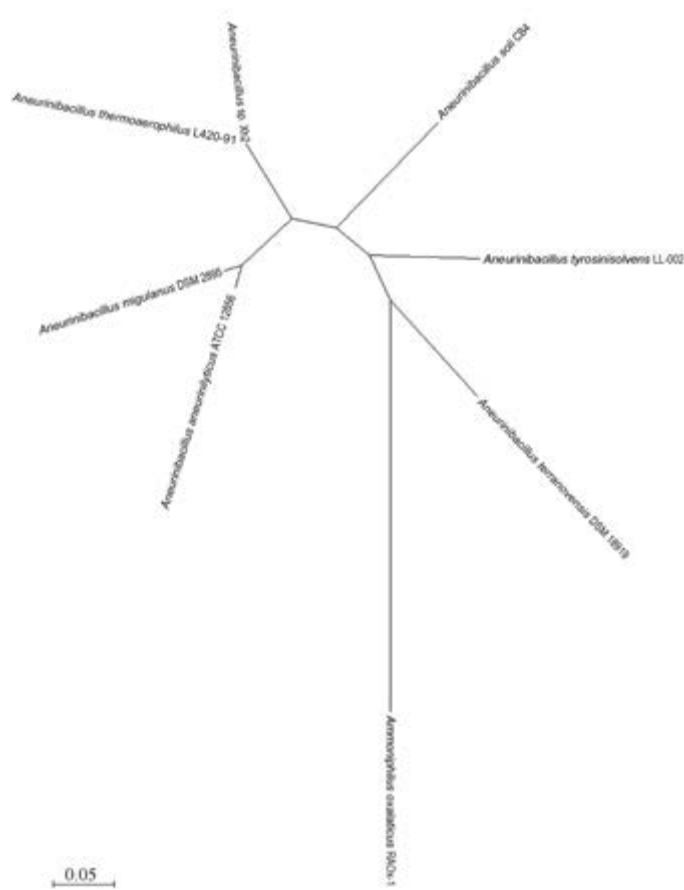 Aneurinibacillus sp. XH2
Aneurinibacillus soli CB4
Aneurinibacillus thermoaerophilus L420-91
Aneurinibacillus tyrosinisolvens LL-002
Aneurinibacillus migulanus DSM 2895
Aneurinibacillus aneurinilyticus ATCC 12856
Aneurinibacillus terranovensis DSM 18919
Ammoniphilus oxalaticus RAOx-1
0.05